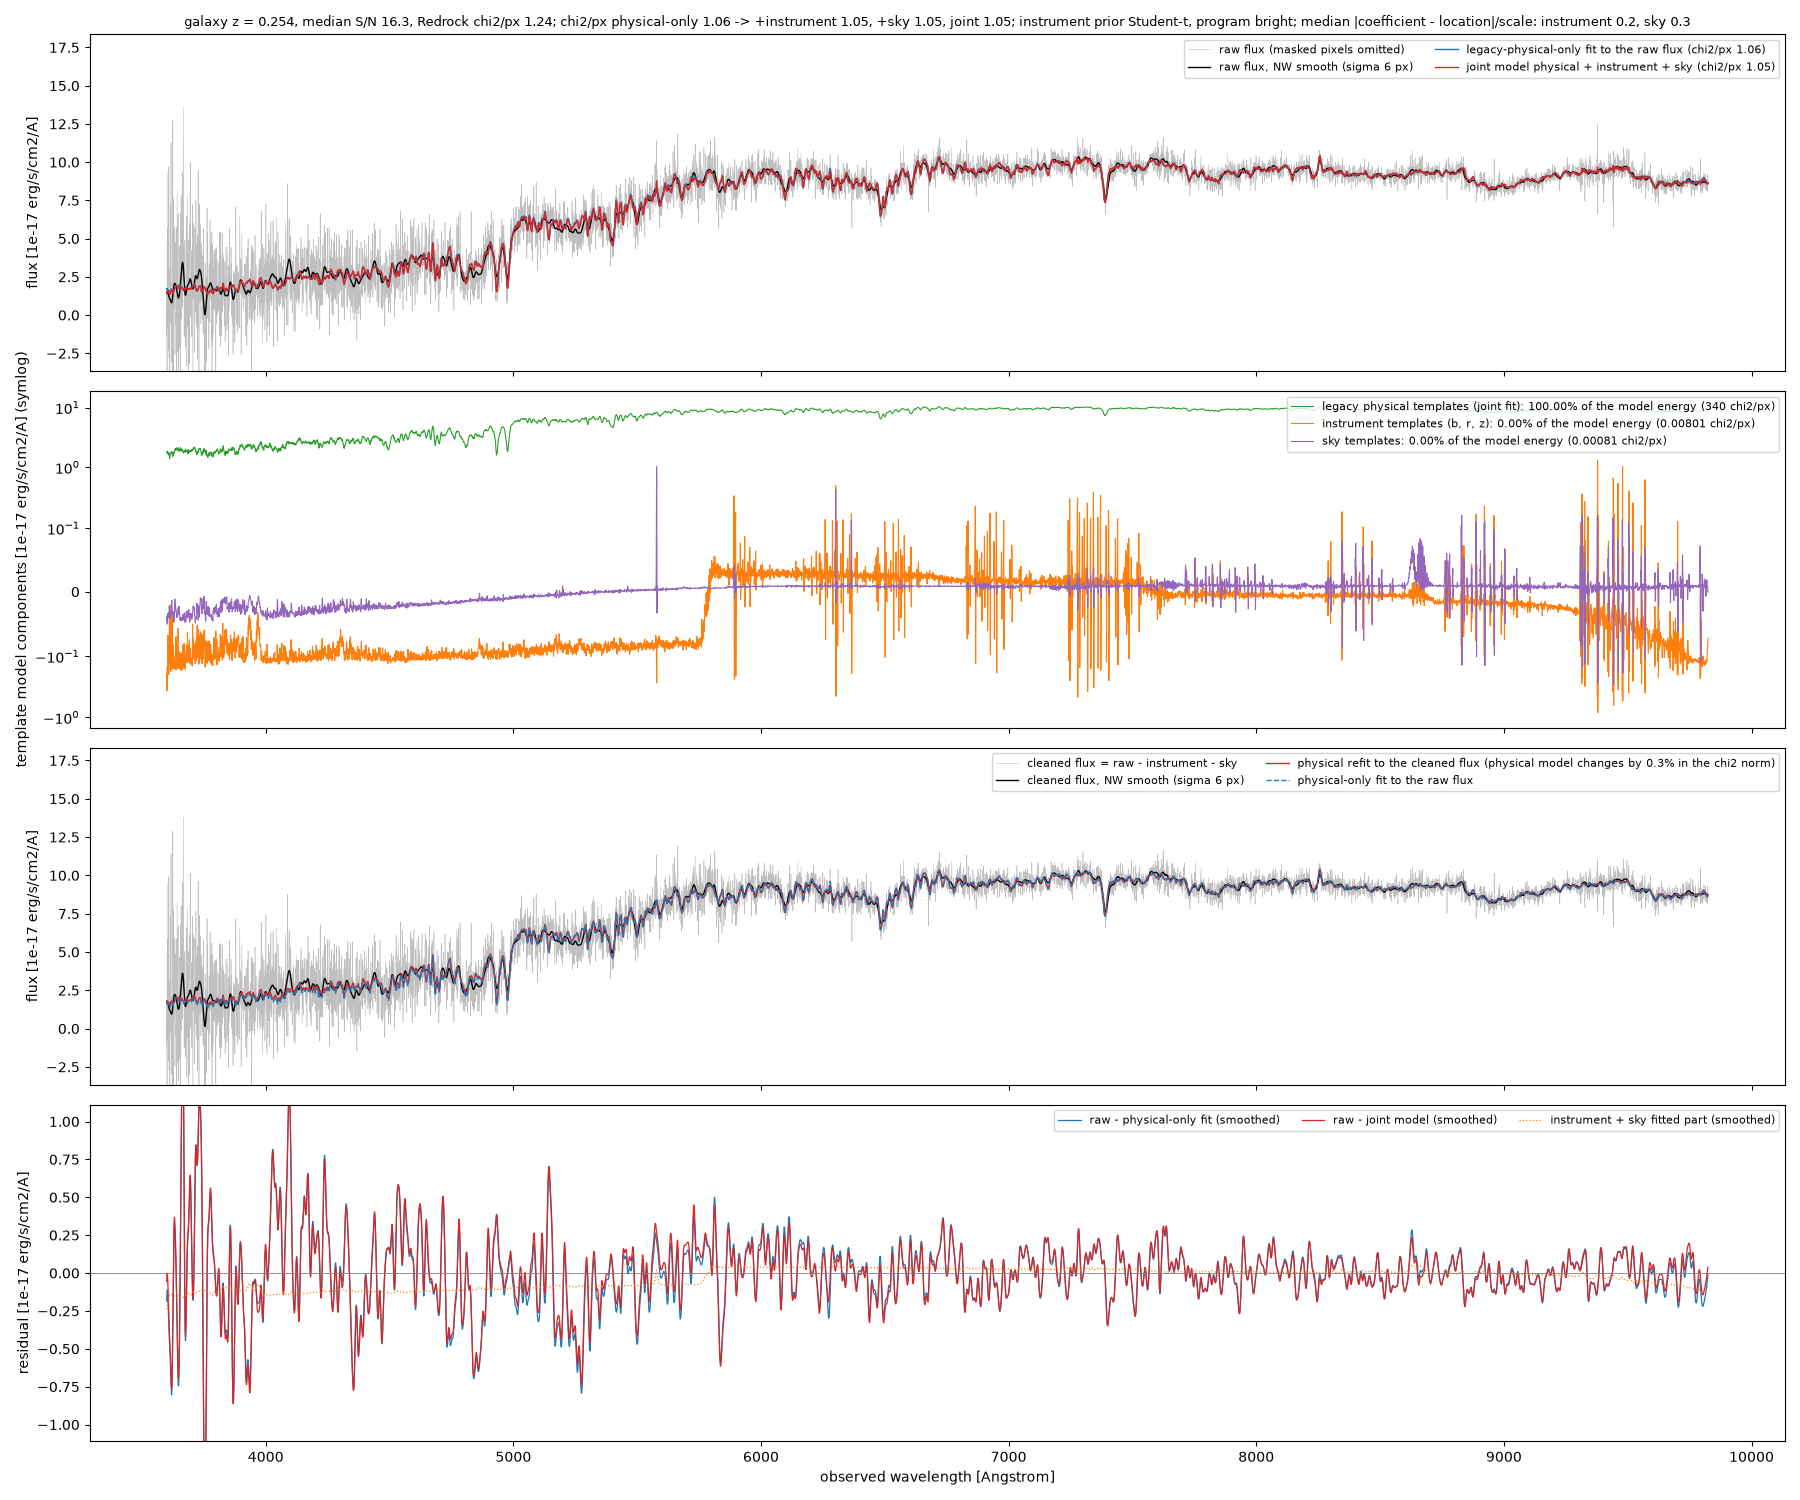 galaxy z = 0.254, median S/N 16.3, Redrock chi2/px 1.24; chi2/px physical-only 1.06 -> +instrument 1.05, +sky 1.05, joint 1.05; instrument prior Student-t, program bright; median |coefficient - location|/scale: instrument 0.2, sky 0.3
17.5
15.0
12.5
10.0
7.5
5.0
2.5
0.0
−2.5
flux [1e-17 erg/s/cm2/A]
raw flux (masked pixels omitted)
raw flux, NW smooth (sigma 6 px)
legacy-physical-only fit to the raw flux (chi2/px 1.06)
joint model physical + instrument + sky (chi2/px 1.05)
10¹
10⁰
10⁻¹
0
−10⁻¹
−10⁰
template model components [1e-17 erg/s/cm2/A] (symlog)
legacy physical templates (joint fit): 100.00% of the model energy (340 chi2/px)
instrument templates (b, r, z): 0.00% of the model energy (0.00801 chi2/px)
sky templates: 0.00% of the model energy (0.00081 chi2/px)
17.5
15.0
12.5
10.0
7.5
5.0
2.5
0.0
−2.5
flux [1e-17 erg/s/cm2/A]
cleaned flux = raw - instrument - sky
cleaned flux, NW smooth (sigma 6 px)
physical refit to the cleaned flux (physical model changes by 0.3% in the chi2 norm)
physical-only fit to the raw flux
1.00
0.75
0.50
0.25
0.00
−0.25
−0.50
−0.75
−1.00
residual [1e-17 erg/s/cm2/A]
raw - physical-only fit (smoothed)
raw - joint model (smoothed)
instrument + sky fitted part (smoothed)
4000
5000
6000
7000
8000
9000
10000
observed wavelength [Angstrom]